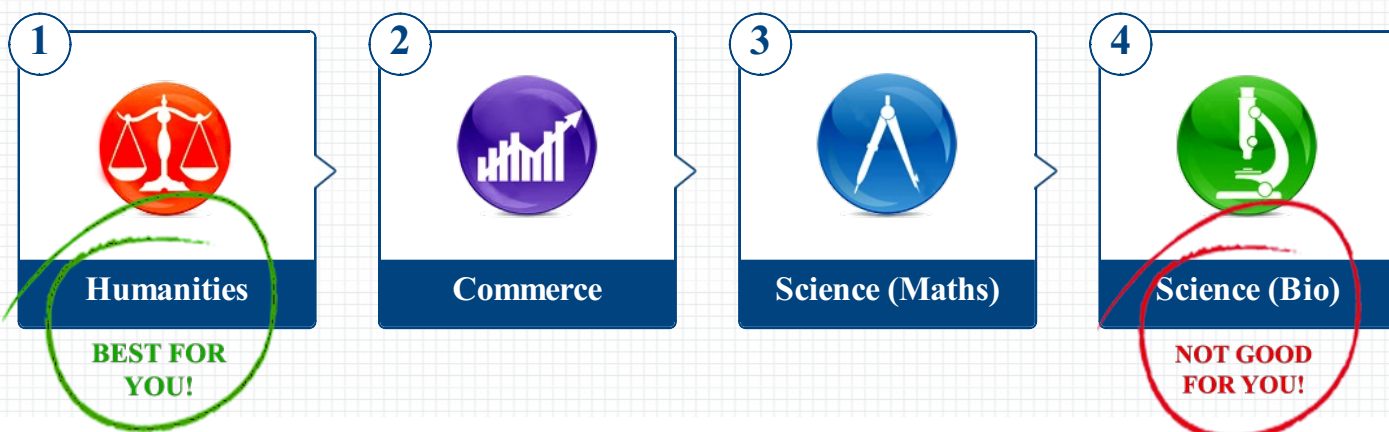 1
2
3
4
Humanities
Commerce
Science (Maths)
Science (Bio)
BEST FOR
YOU!
NOT GOOD
FOR YOU!